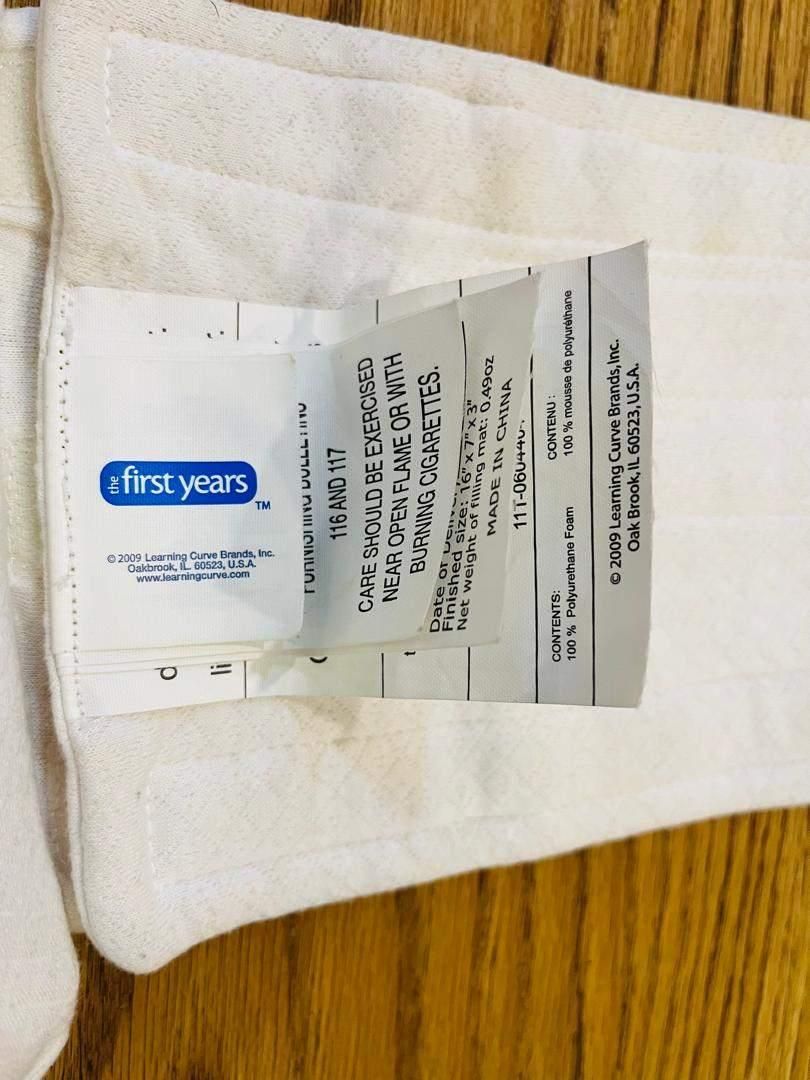 the first years TM
© 2009 Learning Curve Brands, Inc.
Oakbrook, IL. 60523, U.S.A.
www.learningcurve.com
116 AND 117
CARE SHOULD BE EXERCISED
NEAR OPEN FLAME OR WITH
BURNING CIGARETTES.
Date of
Finished size: 16" x 7" x 3"
Net weight of filling mat: 0.49oz
MADE IN CHINA
CONTENTS:
100 % Polyurethane Foam
CONTENU :
100 % mousse de polyuréthane
© 2009 Learning Curve Brands, Inc.
Oak Brook, IL 60523, U.S.A.